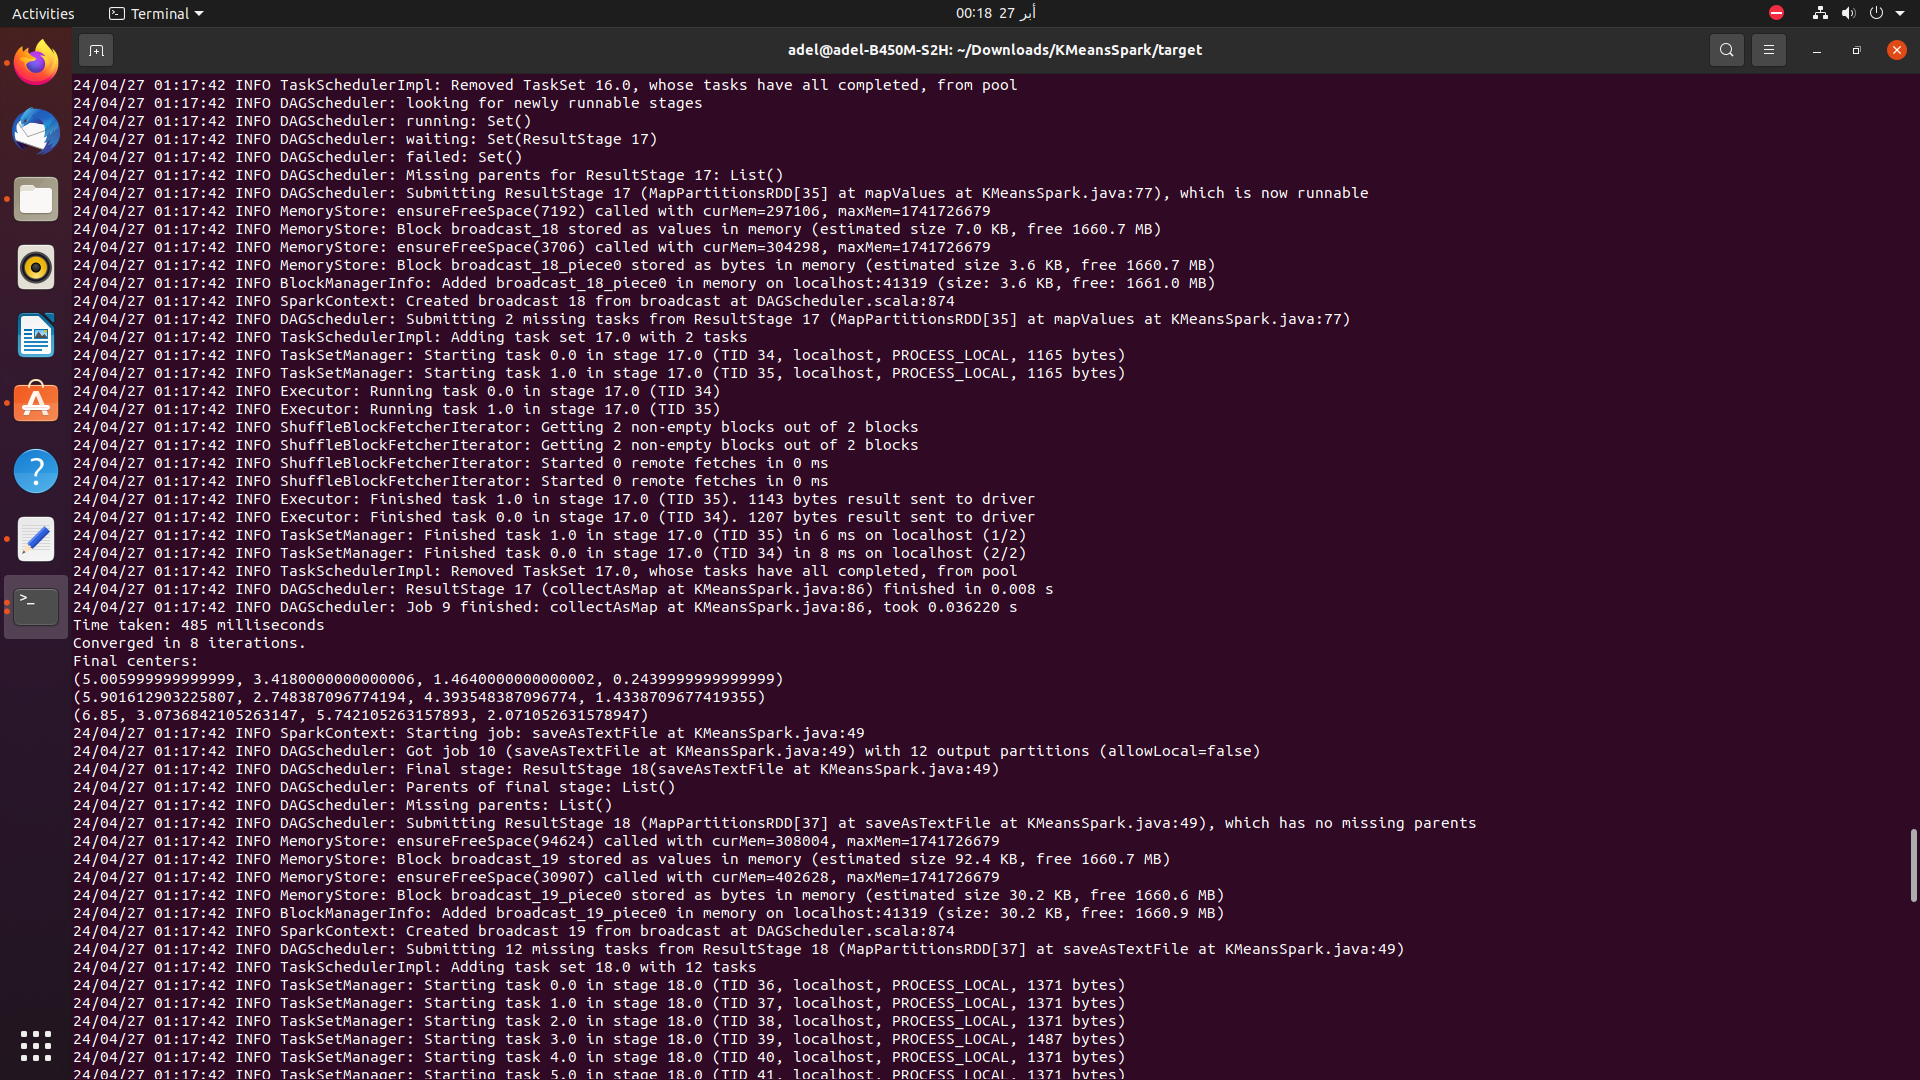 Activities
Terminal
00:18 27 أبر
adel@adel-B450M-S2H: ~/Downloads/KMeansSpark/target
24/04/27 01:17:42 INFO TaskSchedulerImpl: Removed TaskSet 16.0, whose tasks have all completed, from pool
24/04/27 01:17:42 INFO DAGScheduler: looking for newly runnable stages
24/04/27 01:17:42 INFO DAGScheduler: running: Set()
24/04/27 01:17:42 INFO DAGScheduler: waiting: Set(ResultStage 17)
24/04/27 01:17:42 INFO DAGScheduler: failed: Set()
24/04/27 01:17:42 INFO DAGScheduler: Missing parents for ResultStage 17: List()
24/04/27 01:17:42 INFO DAGScheduler: Submitting ResultStage 17 (MapPartitionsRDD[35] at mapValues at KMeansSpark.java:77), which is now runnable
24/04/27 01:17:42 INFO MemoryStore: ensureFreeSpace(7192) called with curMem=297106, maxMem=1741726679
24/04/27 01:17:42 INFO MemoryStore: Block broadcast_18 stored as values in memory (estimated size 7.0 KB, free 1660.7 MB)
24/04/27 01:17:42 INFO MemoryStore: ensureFreeSpace(3706) called with curMem=304298, maxMem=1741726679
24/04/27 01:17:42 INFO MemoryStore: Block broadcast_18_piece0 stored as bytes in memory (estimated size 3.6 KB, free 1660.7 MB)
24/04/27 01:17:42 INFO BlockManagerInfo: Added broadcast_18_piece0 in memory on localhost:41319 (size: 3.6 KB, free: 1661.0 MB)
24/04/27 01:17:42 INFO SparkContext: Created broadcast 18 from broadcast at DAGScheduler.scala:874
24/04/27 01:17:42 INFO DAGScheduler: Submitting 2 missing tasks from ResultStage 17 (MapPartitionsRDD[35] at mapValues at KMeansSpark.java:77)
24/04/27 01:17:42 INFO TaskSchedulerImpl: Adding task set 17.0 with 2 tasks
24/04/27 01:17:42 INFO TaskSetManager: Starting task 0.0 in stage 17.0 (TID 34, localhost, PROCESS_LOCAL, 1165 bytes)
24/04/27 01:17:42 INFO TaskSetManager: Starting task 1.0 in stage 17.0 (TID 35, localhost, PROCESS_LOCAL, 1165 bytes)
24/04/27 01:17:42 INFO Executor: Running task 0.0 in stage 17.0 (TID 34)
24/04/27 01:17:42 INFO Executor: Running task 1.0 in stage 17.0 (TID 35)
24/04/27 01:17:42 INFO ShuffleBlockFetcherIterator: Getting 2 non-empty blocks out of 2 blocks
24/04/27 01:17:42 INFO ShuffleBlockFetcherIterator: Getting 2 non-empty blocks out of 2 blocks
24/04/27 01:17:42 INFO ShuffleBlockFetcherIterator: Started 0 remote fetches in 0 ms
24/04/27 01:17:42 INFO ShuffleBlockFetcherIterator: Started 0 remote fetches in 0 ms
24/04/27 01:17:42 INFO Executor: Finished task 1.0 in stage 17.0 (TID 35). 1143 bytes result sent to driver
24/04/27 01:17:42 INFO Executor: Finished task 0.0 in stage 17.0 (TID 34). 1207 bytes result sent to driver
24/04/27 01:17:42 INFO TaskSetManager: Finished task 1.0 in stage 17.0 (TID 35) in 6 ms on localhost (1/2)
24/04/27 01:17:42 INFO TaskSetManager: Finished task 0.0 in stage 17.0 (TID 34) in 8 ms on localhost (2/2)
24/04/27 01:17:42 INFO TaskSchedulerImpl: Removed TaskSet 17.0, whose tasks have all completed, from pool
24/04/27 01:17:42 INFO DAGScheduler: ResultStage 17 (collectAsMap at KMeansSpark.java:86) finished in 0.008 s
24/04/27 01:17:42 INFO DAGScheduler: Job 9 finished: collectAsMap at KMeansSpark.java:86, took 0.036220 s
Time taken: 485 milliseconds
Converged in 8 iterations.
Final centers:
(5.005999999999999, 3.4180000000000006, 1.4640000000000002, 0.2439999999999999)
(5.901612903225807, 2.748387096774194, 4.393548387096774, 1.4338709677419355)
(6.85, 3.0736842105263147, 5.742105263157893, 2.071052631578947)
24/04/27 01:17:42 INFO SparkContext: Starting job: saveAsTextFile at KMeansSpark.java:49
24/04/27 01:17:42 INFO DAGScheduler: Got job 10 (saveAsTextFile at KMeansSpark.java:49) with 12 output partitions (allowLocal=false)
24/04/27 01:17:42 INFO DAGScheduler: Final stage: ResultStage 18(saveAsTextFile at KMeansSpark.java:49)
24/04/27 01:17:42 INFO DAGScheduler: Parents of final stage: List()
24/04/27 01:17:42 INFO DAGScheduler: Missing parents: List()
24/04/27 01:17:42 INFO DAGScheduler: Submitting ResultStage 18 (MapPartitionsRDD[37] at saveAsTextFile at KMeansSpark.java:49), which has no missing parents
24/04/27 01:17:42 INFO MemoryStore: ensureFreeSpace(94624) called with curMem=308004, maxMem=1741726679
24/04/27 01:17:42 INFO MemoryStore: Block broadcast_19 stored as values in memory (estimated size 92.4 KB, free 1660.7 MB)
24/04/27 01:17:42 INFO MemoryStore: ensureFreeSpace(30907) called with curMem=402628, maxMem=1741726679
24/04/27 01:17:42 INFO MemoryStore: Block broadcast_19_piece0 stored as bytes in memory (estimated size 30.2 KB, free 1660.6 MB)
24/04/27 01:17:42 INFO BlockManagerInfo: Added broadcast_19_piece0 in memory on localhost:41319 (size: 30.2 KB, free: 1660.9 MB)
24/04/27 01:17:42 INFO SparkContext: Created broadcast 19 from broadcast at DAGScheduler.scala:874
24/04/27 01:17:42 INFO DAGScheduler: Submitting 12 missing tasks from ResultStage 18 (MapPartitionsRDD[37] at saveAsTextFile at KMeansSpark.java:49)
24/04/27 01:17:42 INFO TaskSchedulerImpl: Adding task set 18.0 with 12 tasks
24/04/27 01:17:42 INFO TaskSetManager: Starting task 0.0 in stage 18.0 (TID 36, localhost, PROCESS_LOCAL, 1371 bytes)
24/04/27 01:17:42 INFO TaskSetManager: Starting task 1.0 in stage 18.0 (TID 37, localhost, PROCESS_LOCAL, 1371 bytes)
24/04/27 01:17:42 INFO TaskSetManager: Starting task 2.0 in stage 18.0 (TID 38, localhost, PROCESS_LOCAL, 1371 bytes)
24/04/27 01:17:42 INFO TaskSetManager: Starting task 3.0 in stage 18.0 (TID 39, localhost, PROCESS_LOCAL, 1487 bytes)
24/04/27 01:17:42 INFO TaskSetManager: Starting task 4.0 in stage 18.0 (TID 40, localhost, PROCESS_LOCAL, 1371 bytes)
24/04/27 01:17:42 INFO TaskSetManager: Starting task 5.0 in stage 18.0 (TID 41, localhost, PROCESS_LOCAL, 1371 bytes)